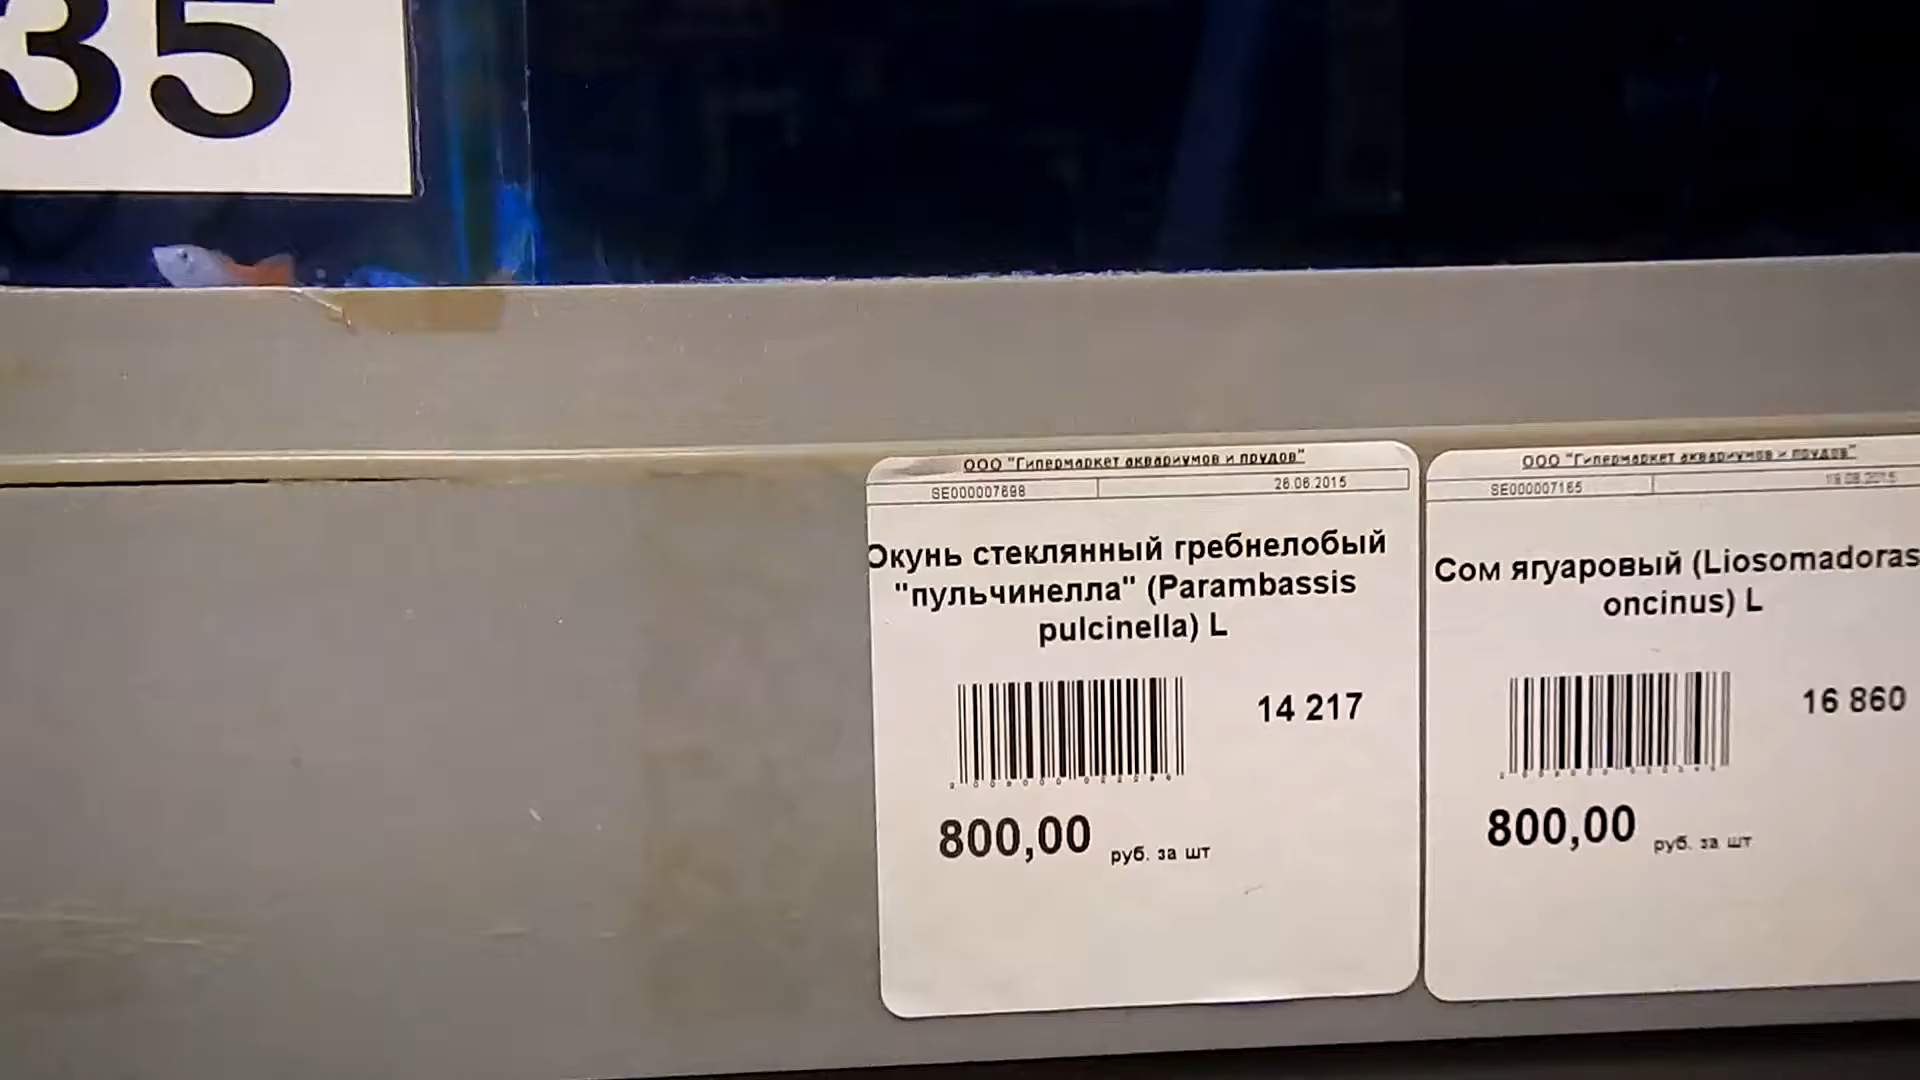 35
ООО "Гипермаркет аквариумов и прудов"
SE000007698 26.06.2015
Окунь стеклянный гребнелобый
"пульчинелла" (Parambassis
pulcinella) L
14 217
800,00 руб. за шт
ООО "Гипермаркет аквариумов и прудов"
SE000007165
Сом ягуаровый (Liosomadoras
oncinus) L
16 860
800,00 руб. за шт